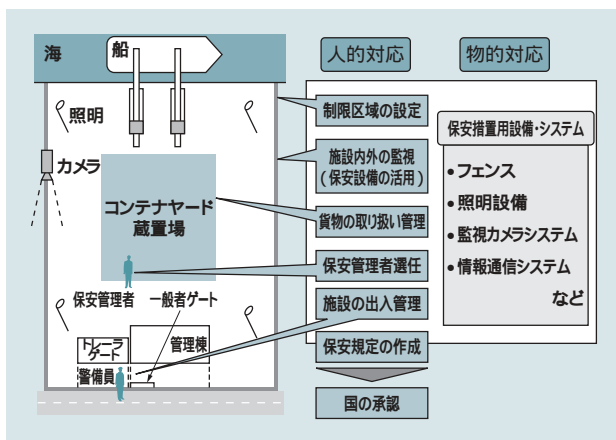 海
船
照明
カメラ
コンテナヤード
蔵置場
保安管理者
一般者ゲート
トレーラ
ゲート
管理棟
警備員
人的対応
制限区域の設定
施設内外の監視
(保安設備の活用)
貨物の取り扱い管理
保安管理者選任
施設の出入管理
保安規定の作成
国の承認
物的対応
保安措置用設備・システム
•フェンス
•照明設備
•監視カメラシステム
•情報通信システム
など